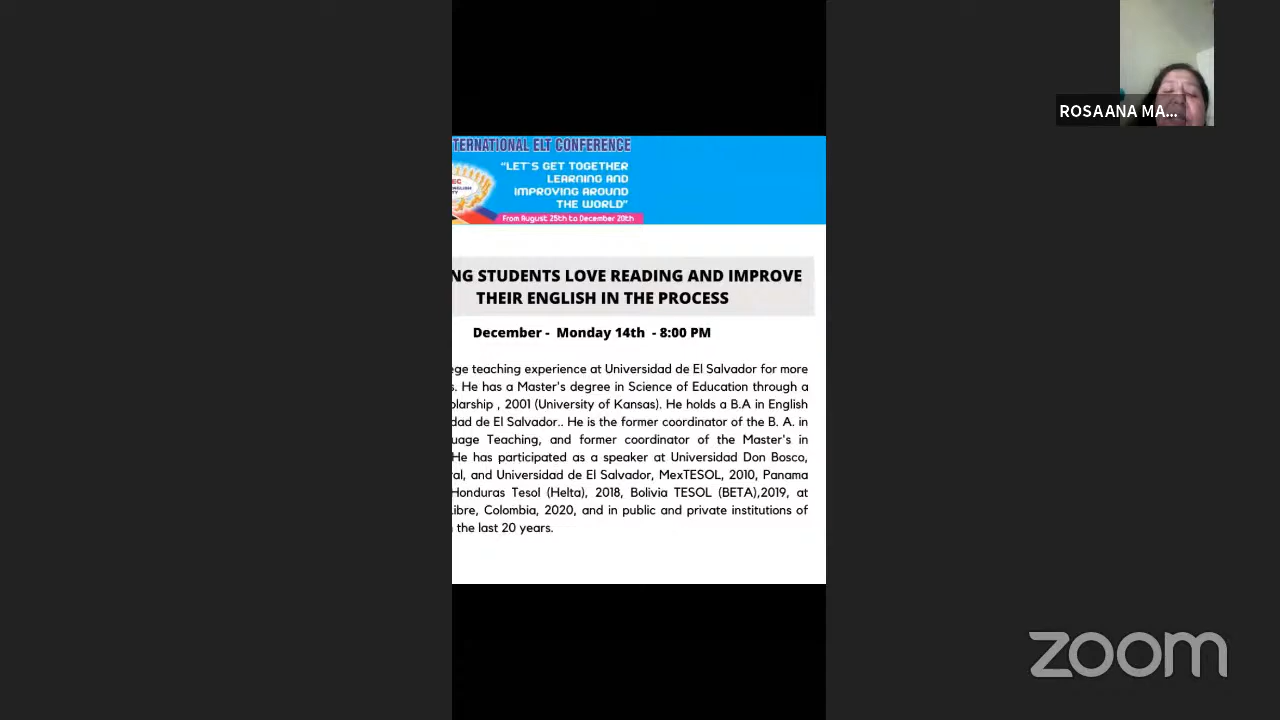 TERNATIONAL ELT CONFERENCE
"LET`S GET TOGETHER
LEARNING AND
IMPROVING AROUND
THE WORLD"
From August 25th to December 20th
EC
ENGLISH
TY
NG STUDENTS LOVE READING AND IMPROVE
THEIR ENGLISH IN THE PROCESS
December - Monday 14th - 8:00 PM
ege teaching experience at Universidad de El Salvador for more
s. He has a Master's degree in Science of Education through a
olarship , 2001 (University of Kansas). He holds a B.A in English
dad de El Salvador.. He is the former coordinator of the B. A. in
uage Teaching, and former coordinator of the Master's in
He has participated as a speaker at Universidad Don Bosco,
ral, and Universidad de El Salvador, MexTESOL, 2010, Panama
Honduras Tesol (Helta), 2018, Bolivia TESOL (BETA),2019, at
Libre, Colombia, 2020, and in public and private institutions of
the last 20 years.
ROSAANA MA...
zoom